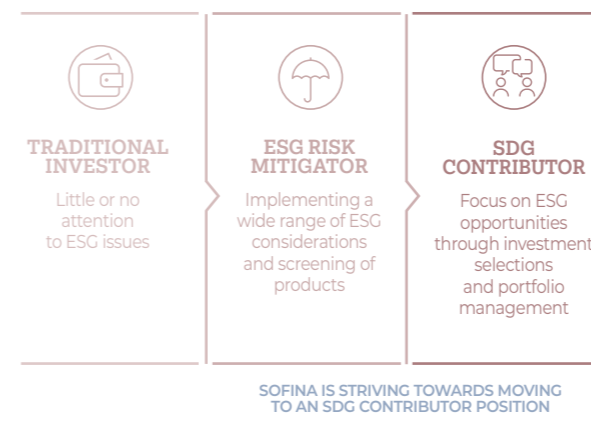 TRADITIONAL
INVESTOR
Little or no
attention
to ESG issues
ESG RISK
MITIGATOR
Implementing a
wide range of ESG
considerations
and screening of
products
SDG
CONTRIBUTOR
Focus on ESG
opportunities
through investment
selections
and portfolio
management
SOFINA IS STRIVING TOWARDS MOVING
TO AN SDG CONTRIBUTOR POSITION